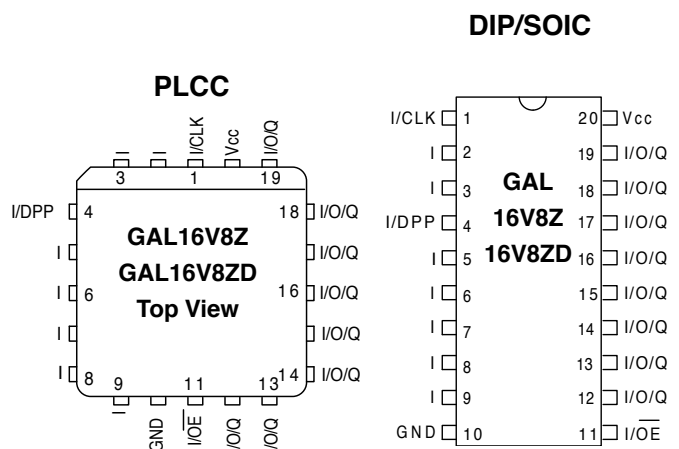 DIP/SOIC
PLCC
I I I/CLK Vcc I/O/Q
3 1 19
I/DPP 4 18 I/O/Q
GAL16V8Z
I I/O/Q
GAL16V8ZD
I 6 16 I/O/Q
Top View
I I/O/Q
I 8 14 I/O/Q
9 11 13
I GND I/OE I/O/Q I/O/Q
I/CLK 1 20 Vcc
I 2 19 I/O/Q
I 3 GAL 18 I/O/Q
I/DPP 4 16V8Z 17 I/O/Q
I 5 16V8ZD 16 I/O/Q
I 6 15 I/O/Q
I 7 14 I/O/Q
I 8 13 I/O/Q
I 9 12 I/O/Q
GND 10 11 I/OE